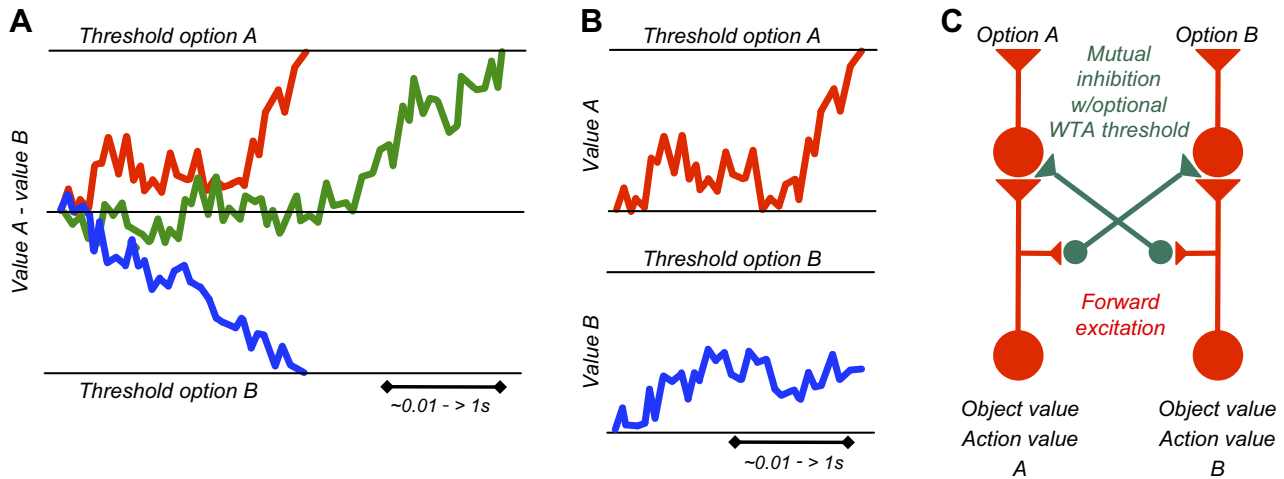 A
Threshold option A
Value A - value B
Threshold option B
~0.01 - > 1s
B
Threshold option A
Value A
Threshold option B
Value B
~0.01 - > 1s
C
Option A
Option B
Mutual
inhibition
w/optional
WTA threshold
Forward
excitation
Object value
Action value
A
Object value
Action value
B